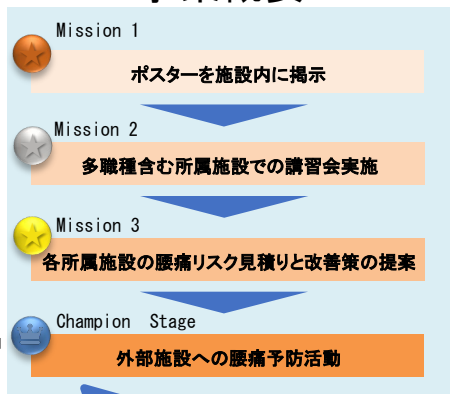 Mission 1
ポスターを施設内に掲示
Mission 2
多職種含む所属施設での講習会実施
Mission 3
各所属施設の腰痛リスク見積りと改善策の提案
Champion Stage
外部施設への腰痛予防活動